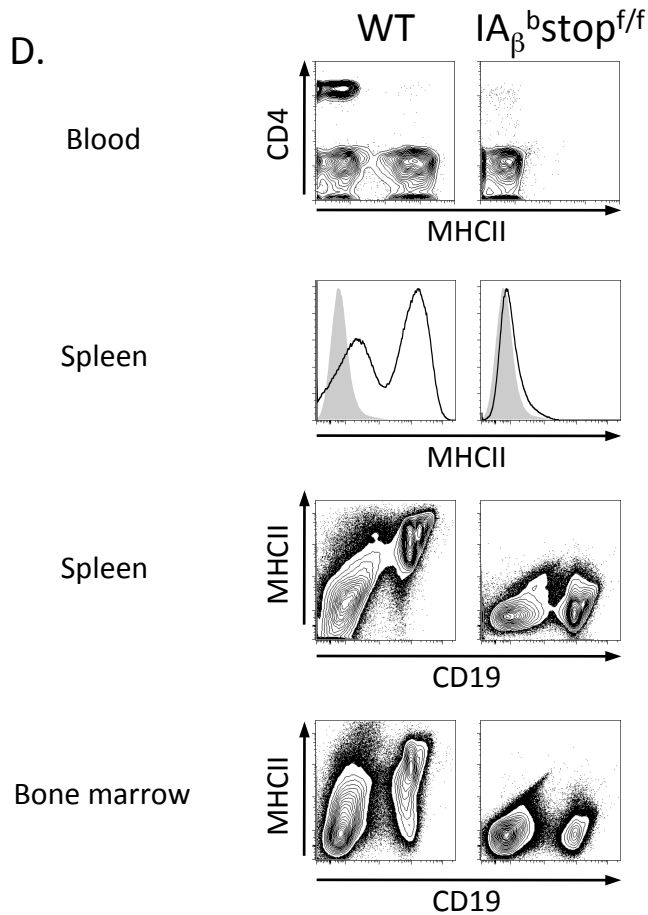 D.
WT IAβᵇstopᶠ/ᶠ
Blood
CD4
MHCII
Spleen
MHCII
Spleen
MHCII
CD19
Bone marrow
MHCII
CD19